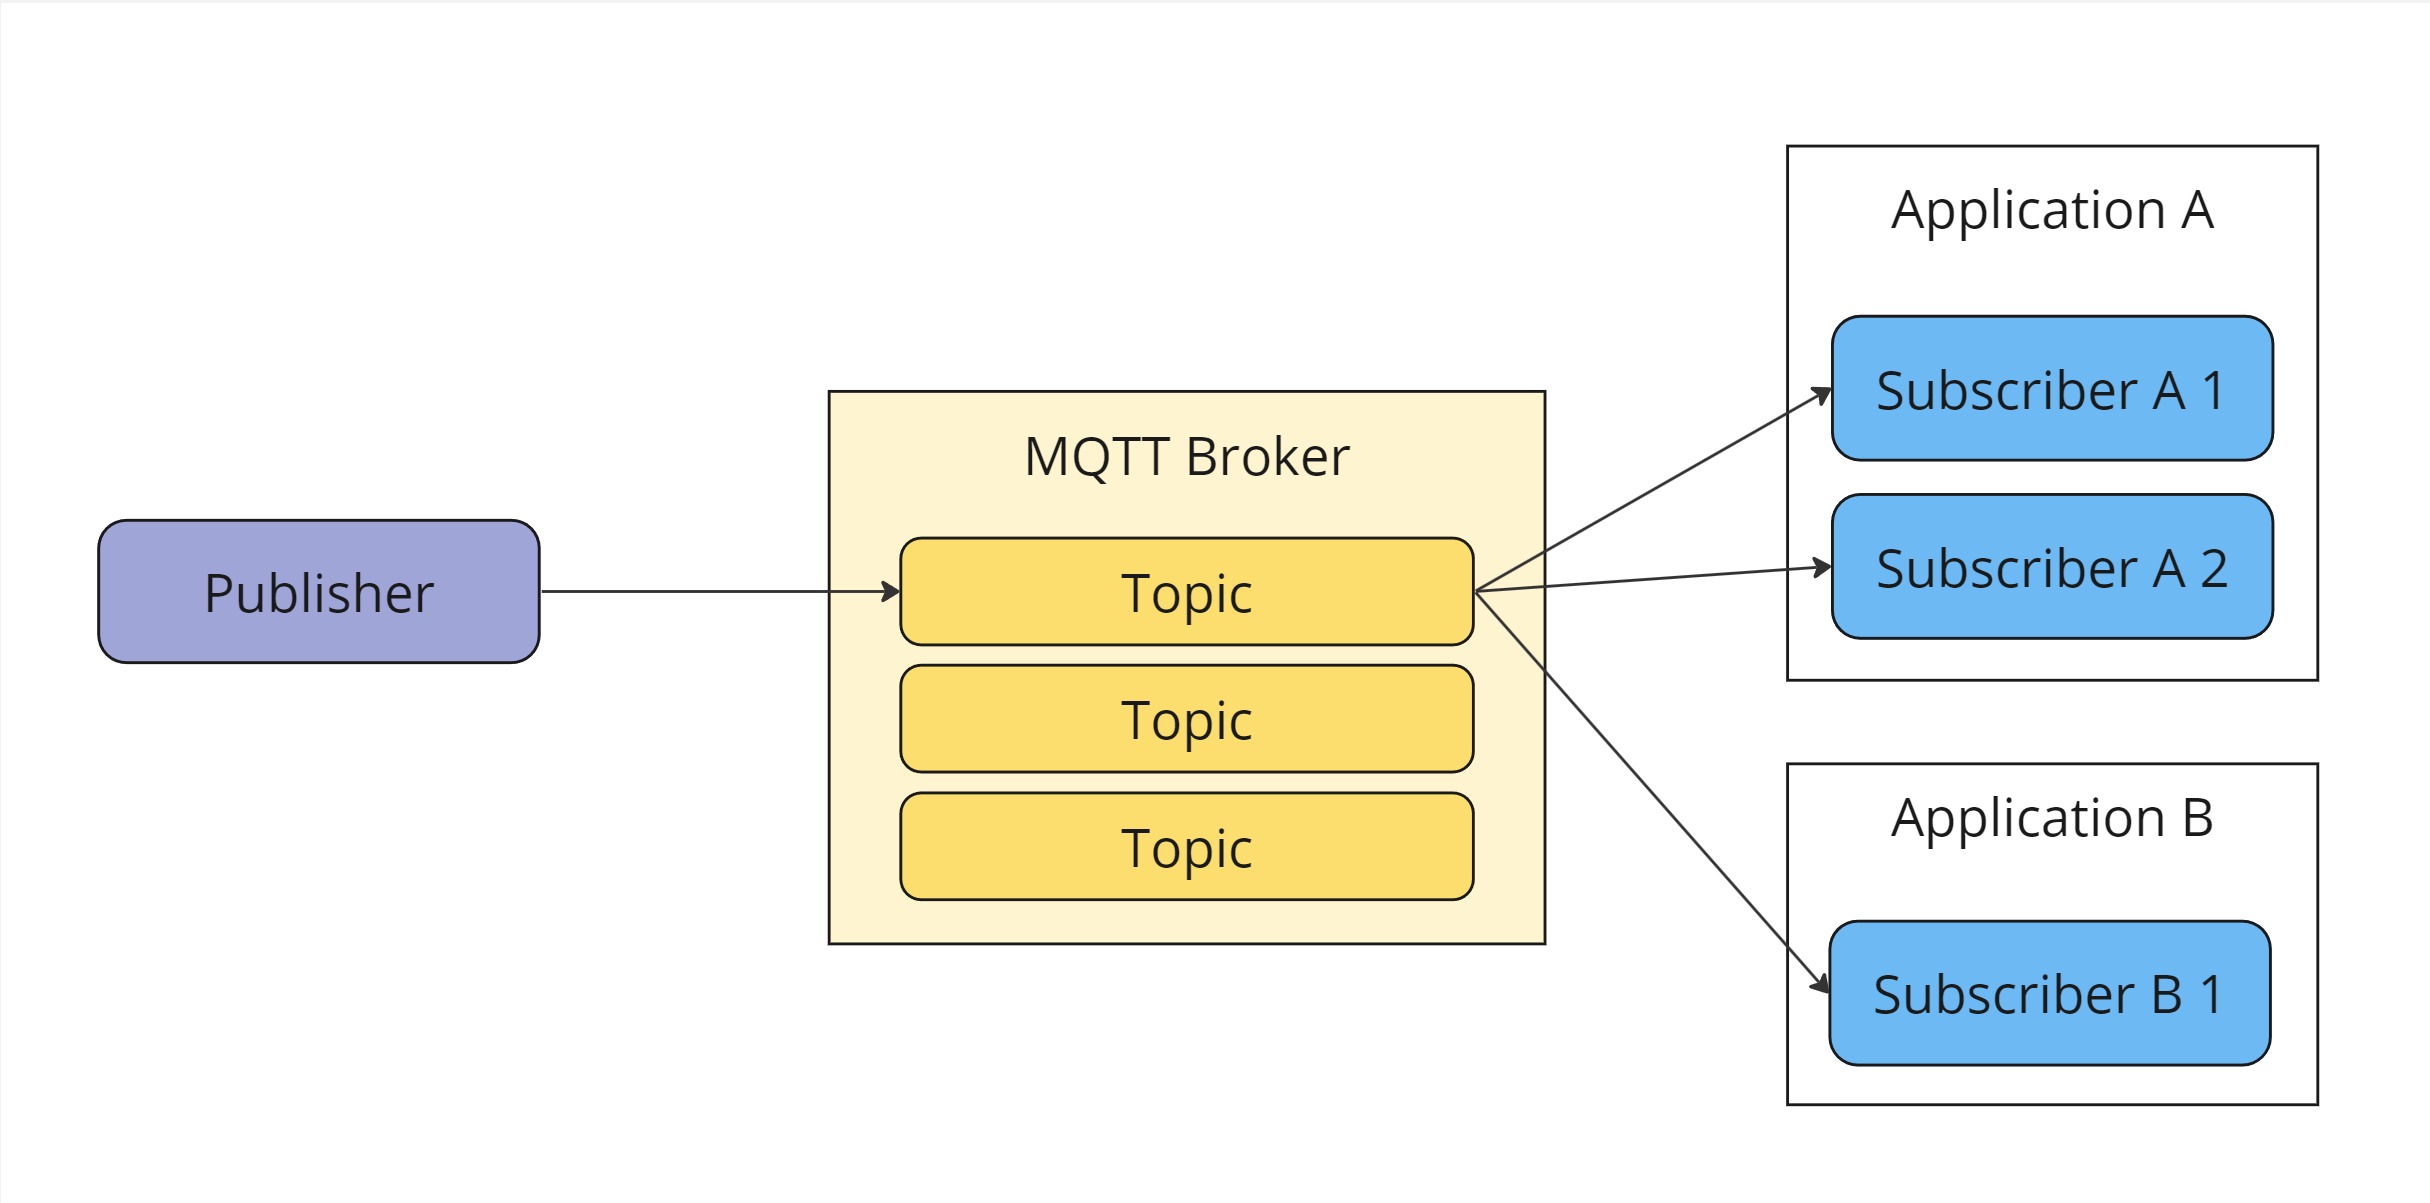 Publisher
MQTT Broker
Topic
Topic
Topic
Application A
Subscriber A 1
Subscriber A 2
Application B
Subscriber B 1